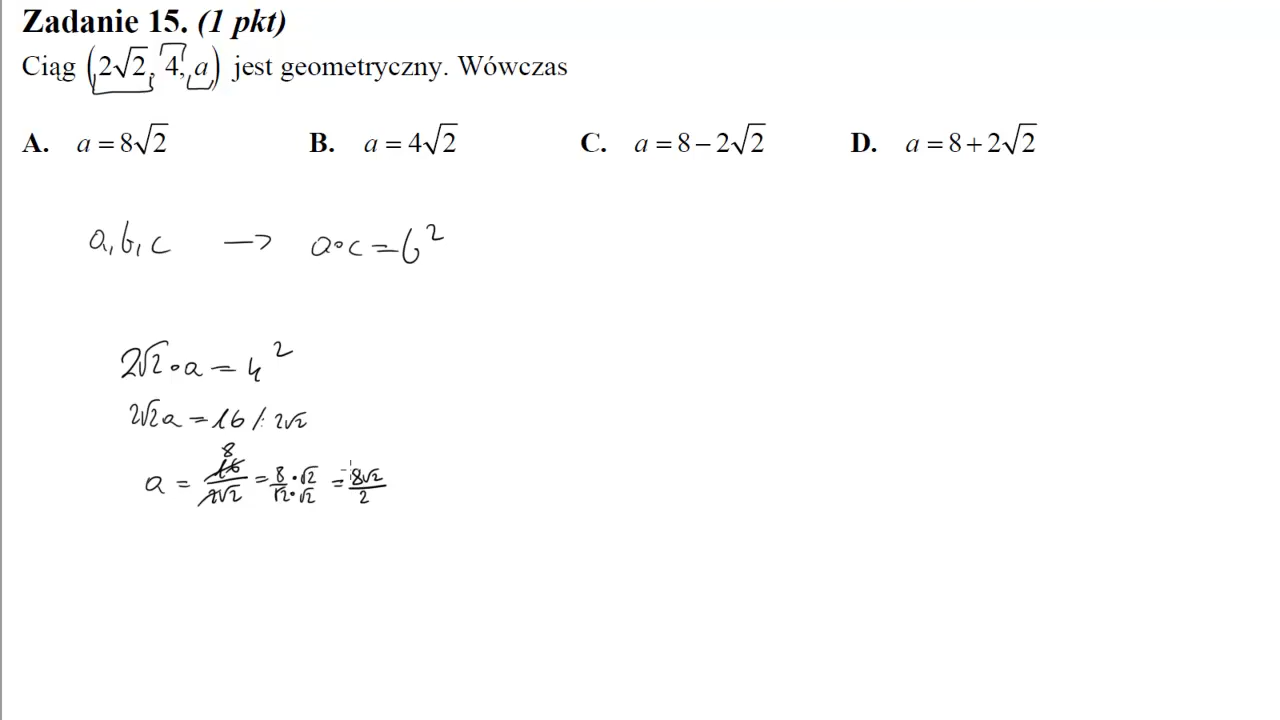 Zadanie 15. (1 pkt)
Ciąg (2√2, 4, a) jest geometryczny. Wówczas
A. a = 8√2 B. a = 4√2 C. a = 8 − 2√2 D. a = 8 + 2√2
a, b, c → a·c = b²
2√2·a = 4²
2√2a = 16 /: 2√2
8
a = 16/2√2 = 8·√2/√2·√2 = 8√2/2